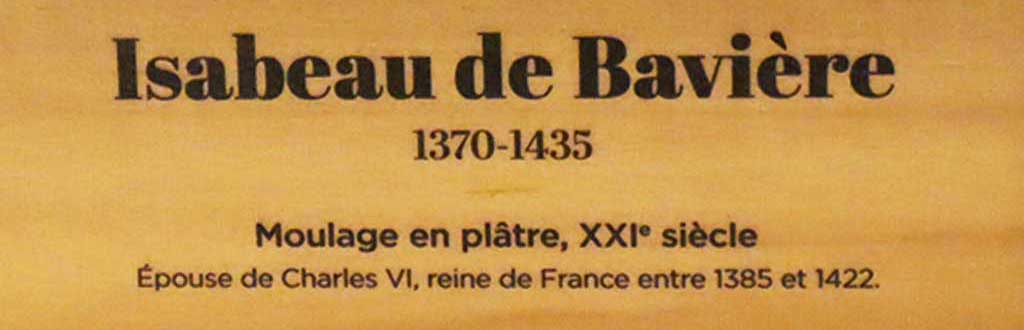 Isabeau de Bavière
1370-1435
Moulage en plâtre, XXIᵉ siècle
Épouse de Charles VI, reine de France entre 1385 et 1422.